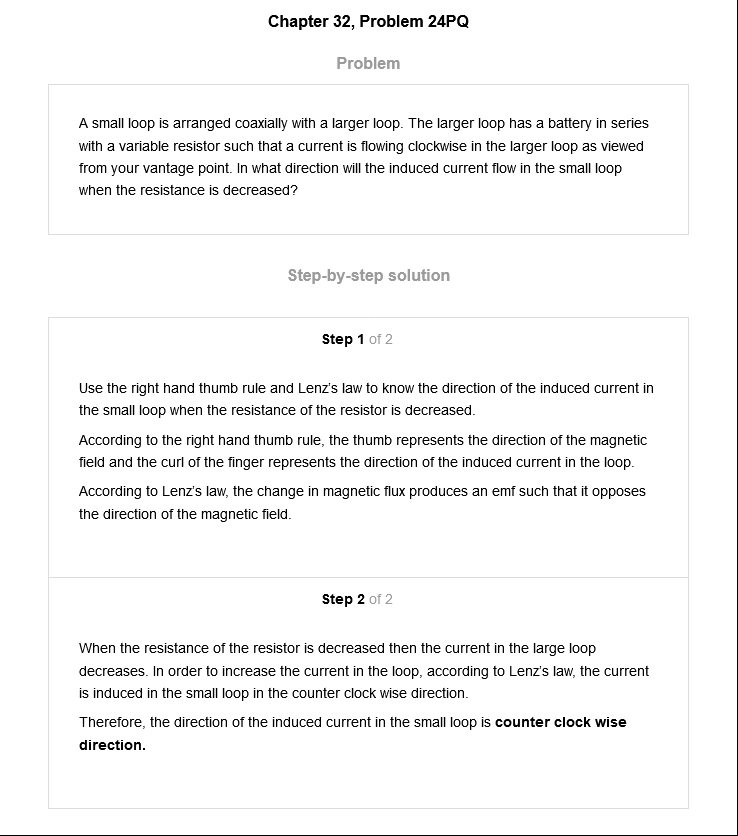 Chapter 32, Problem 24PQ
Problem
A small loop is arranged coaxially with a larger loop. The larger loop has a battery in series
with a variable resistor such that a current is flowing clockwise in the larger loop as viewed
from your vantage point. In what direction will the induced current flow in the small loop
when the resistance is decreased?
Step-by-step solution
Step 1 of 2
Use the right hand thumb rule and Lenz's law to know the direction of the induced current in
the small loop when the resistance of the resistor is decreased.
According to the right hand thumb rule, the thumb represents the direction of the magnetic
field and the curl of the finger represents the direction of the induced current in the loop.
According to Lenz's law, the change in magnetic flux produces an emf such that it opposes
the direction of the magnetic field.
Step 2 of 2
When the resistance of the resistor is decreased then the current in the large loop
decreases. In order to increase the current in the loop, according to Lenz's law, the current
is induced in the small loop in the counter clock wise direction.
Therefore, the direction of the induced current in the small loop is counter clock wise
direction.